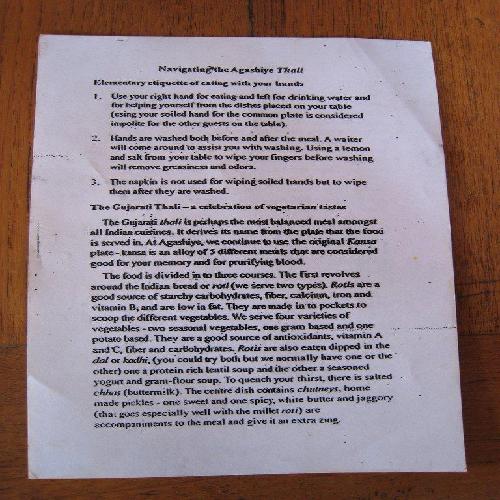 Navigating the Agashiye Thali
Elementary etiquette of eating with your hands
1. Use your right hand for eating and left for drinking water and
for helping yourself from the dishes placed on your table
(using your soiled hand for the common plate is considered
impolite for the other guests on the table).
2. Hands are washed both before and after the meal. A waiter
will come around to assist you with washing. Using a lemon
and salt from your table to wipe your fingers before washing
will remove greasiness and odors.
3. The napkin is not used for wiping soiled hands but to wipe
them after they are washed.
The Gujarati Thali – a celebration of vegetarian tastes
The Gujarati thali is perhaps the most balanced meal amongst
all Indian cuisines. It derives its name from the plate that the food
is served in. At Agashiye, we continue to use the original Kansa
plate - kansa is an alloy of 5 different metals that are considered
good for your memory and for prurifying blood.
The food is divided in to three courses. The first revolves
around the Indian bread or roti (we serve two types). Rotis are a
good source of starchy carbohydrates, fiber, calcium, iron and
vitamin B, and are low in fat. They are made in to pockets to
scoop the different vegetables. We serve four varieties of
vegetables - two seasonal vegetables, one gram based and one
potato based. They are a good source of antioxidants, vitamin A
and C, fiber and carbohydrates. Rotis are also eaten dipped in the
dal or kadhi, (you could try both but we normally have one or the
other) one a protein rich lentil soup and the other a seasoned
yogurt and gram-flour soup. To quench your thirst, there is salted
chhas (buttermilk). The centre dish contains chutneys, home
made pickles - one sweet and one spicy, white butter and jaggory
(that goes especially well with the millet roti) are
accompaniments to the meal and give it an extra zing.